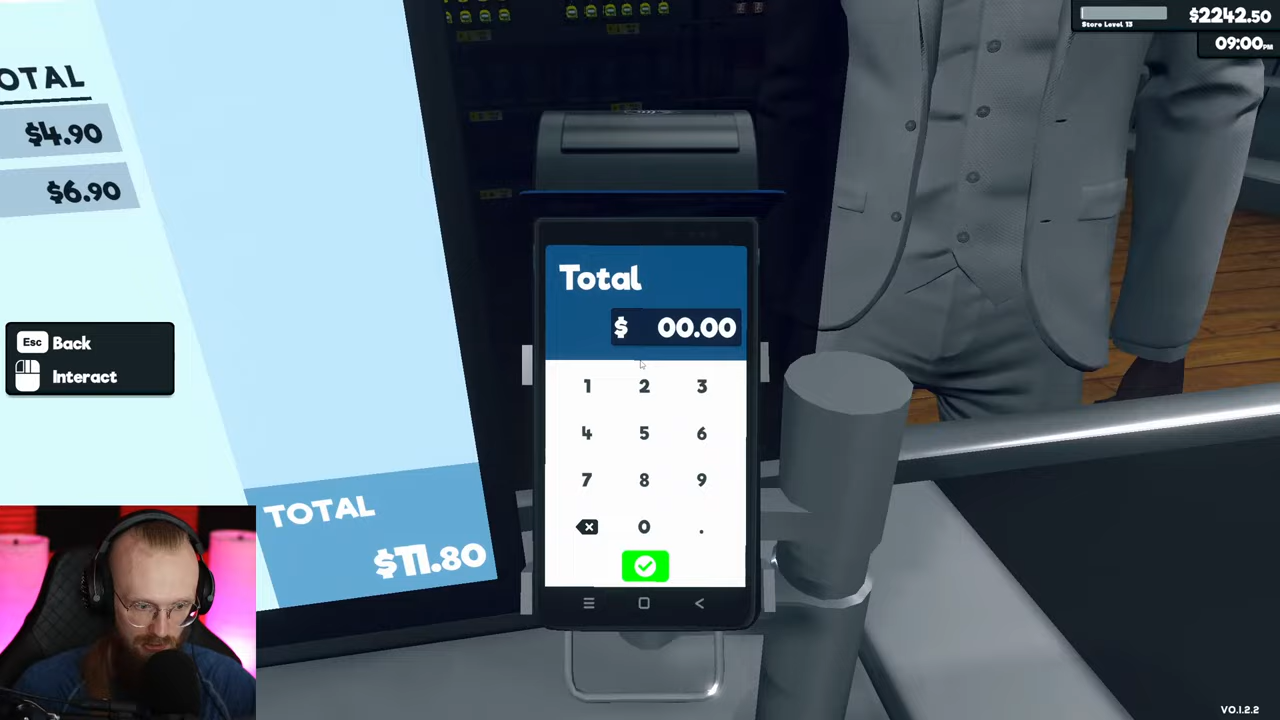 OTAL
$4.90
$6.90
Esc Back
Interact
TOTAL
$11.80
Total
$ 00.00
1 2 3
4 5 6
7 8 9
0 .
$2242.50
Store Level 13
09:00PM
V0.1.2.2